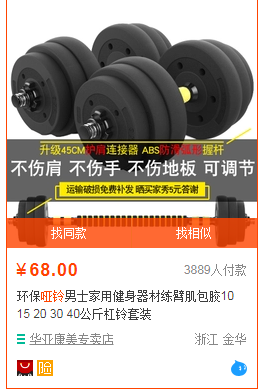 升级45CM护肩连接器 ABS防滑弧形握杆
不伤肩 不伤手 不伤地板 可调节
运输破损免费补发 晒买家秀5元答谢
找同款 找相似
¥68.00 3889人付款
环保哑铃男士家用健身器材练臂肌包胶10
15 20 30 40公斤杠铃套装
华亚康美专卖店 浙江 金华